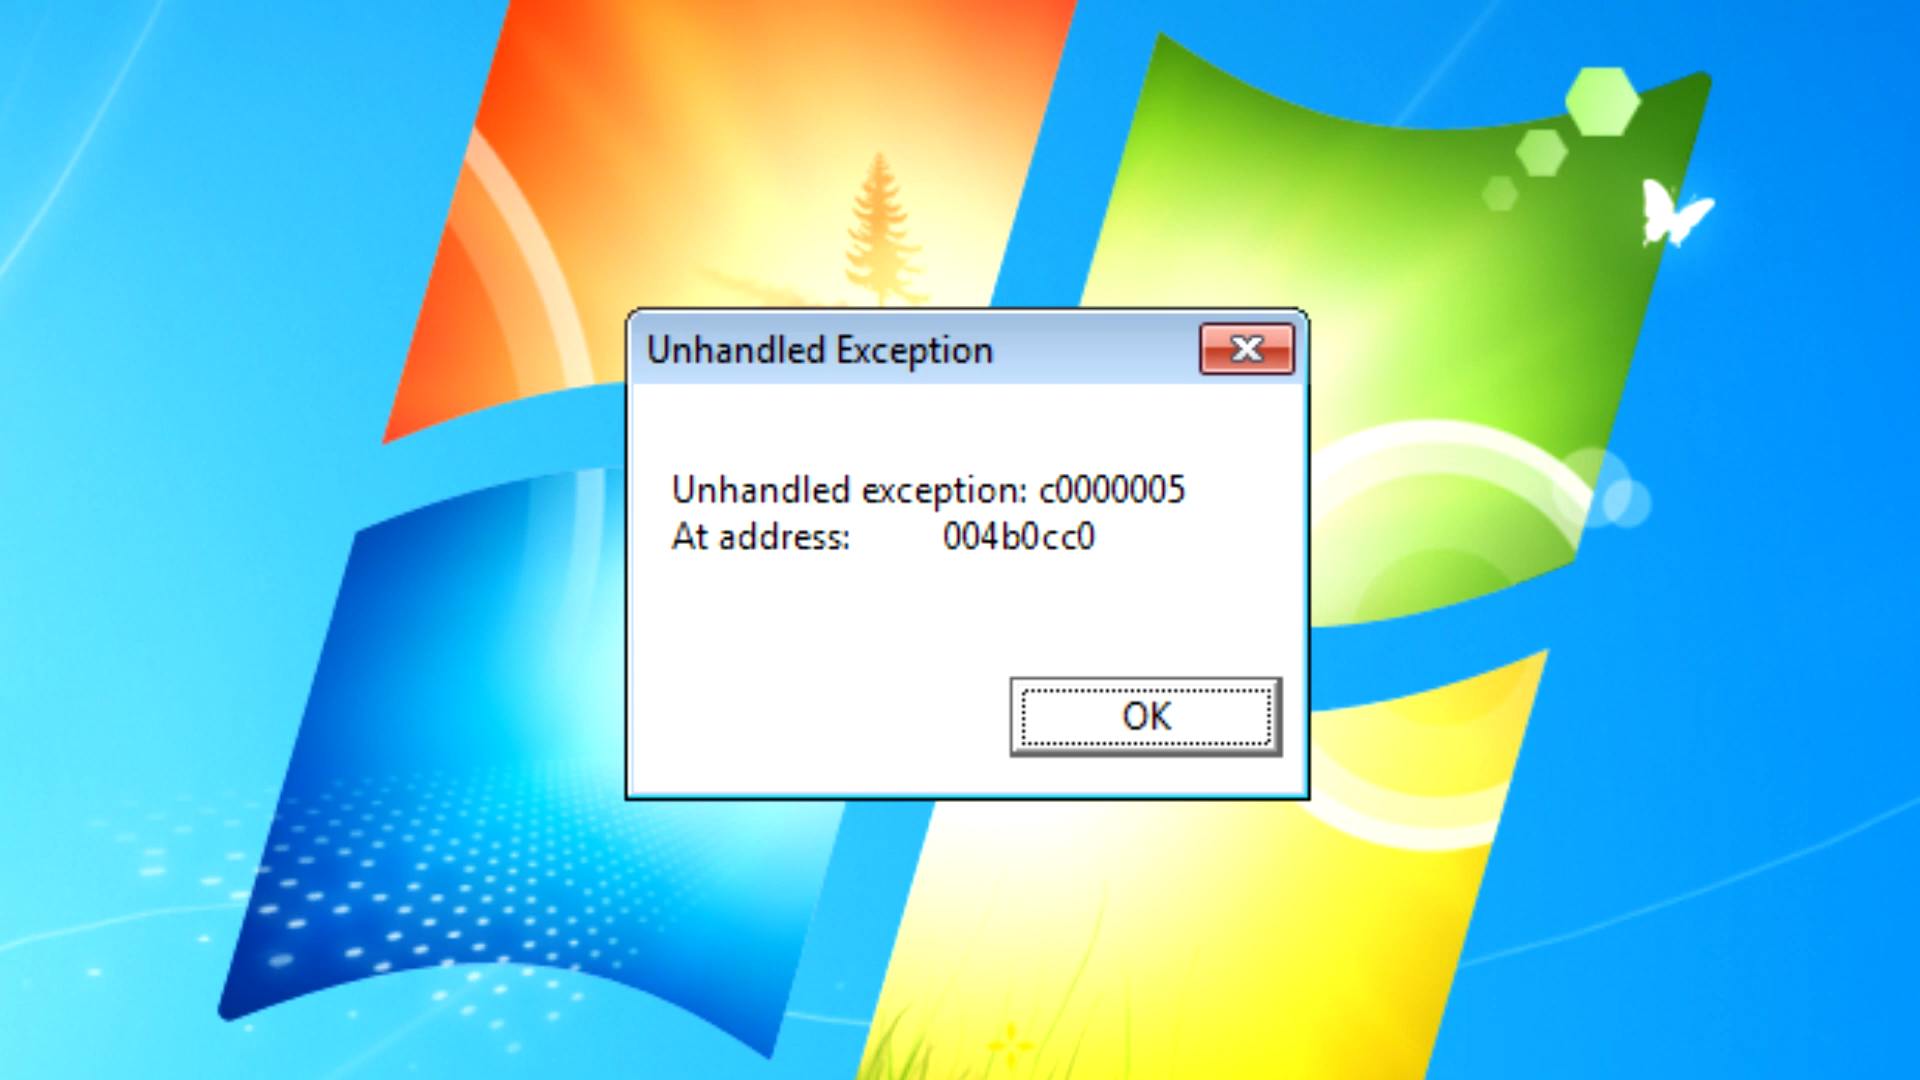 Unhandled Exception
Unhandled exception: c0000005
At address: 004b0cc0
OK